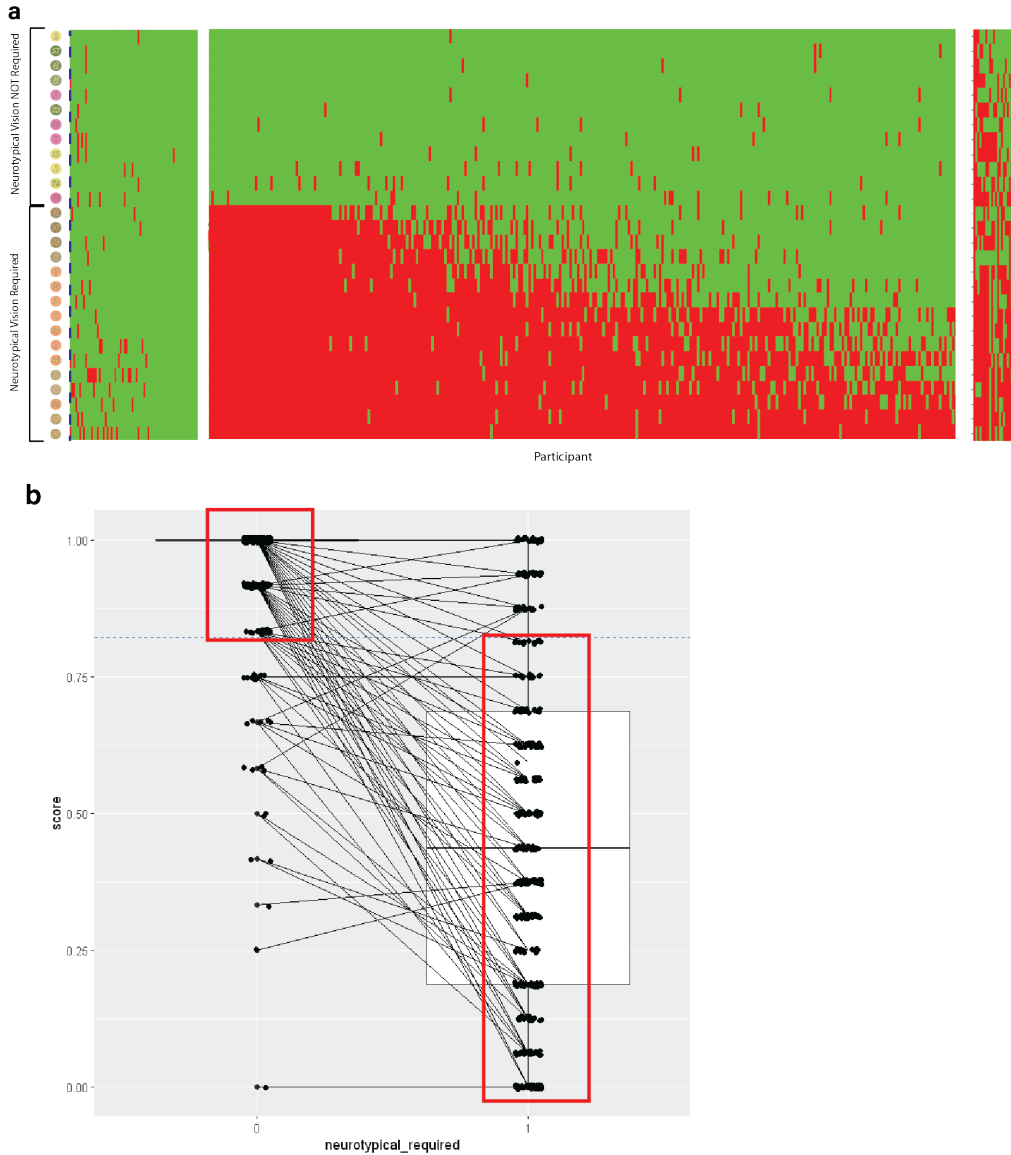 a
Neurotypical Vision NOT Required
Neurotypical Vision Required
Participant
b
1.00
0.75
0.50
0.25
0.00
score
0
1
neurotypical_required